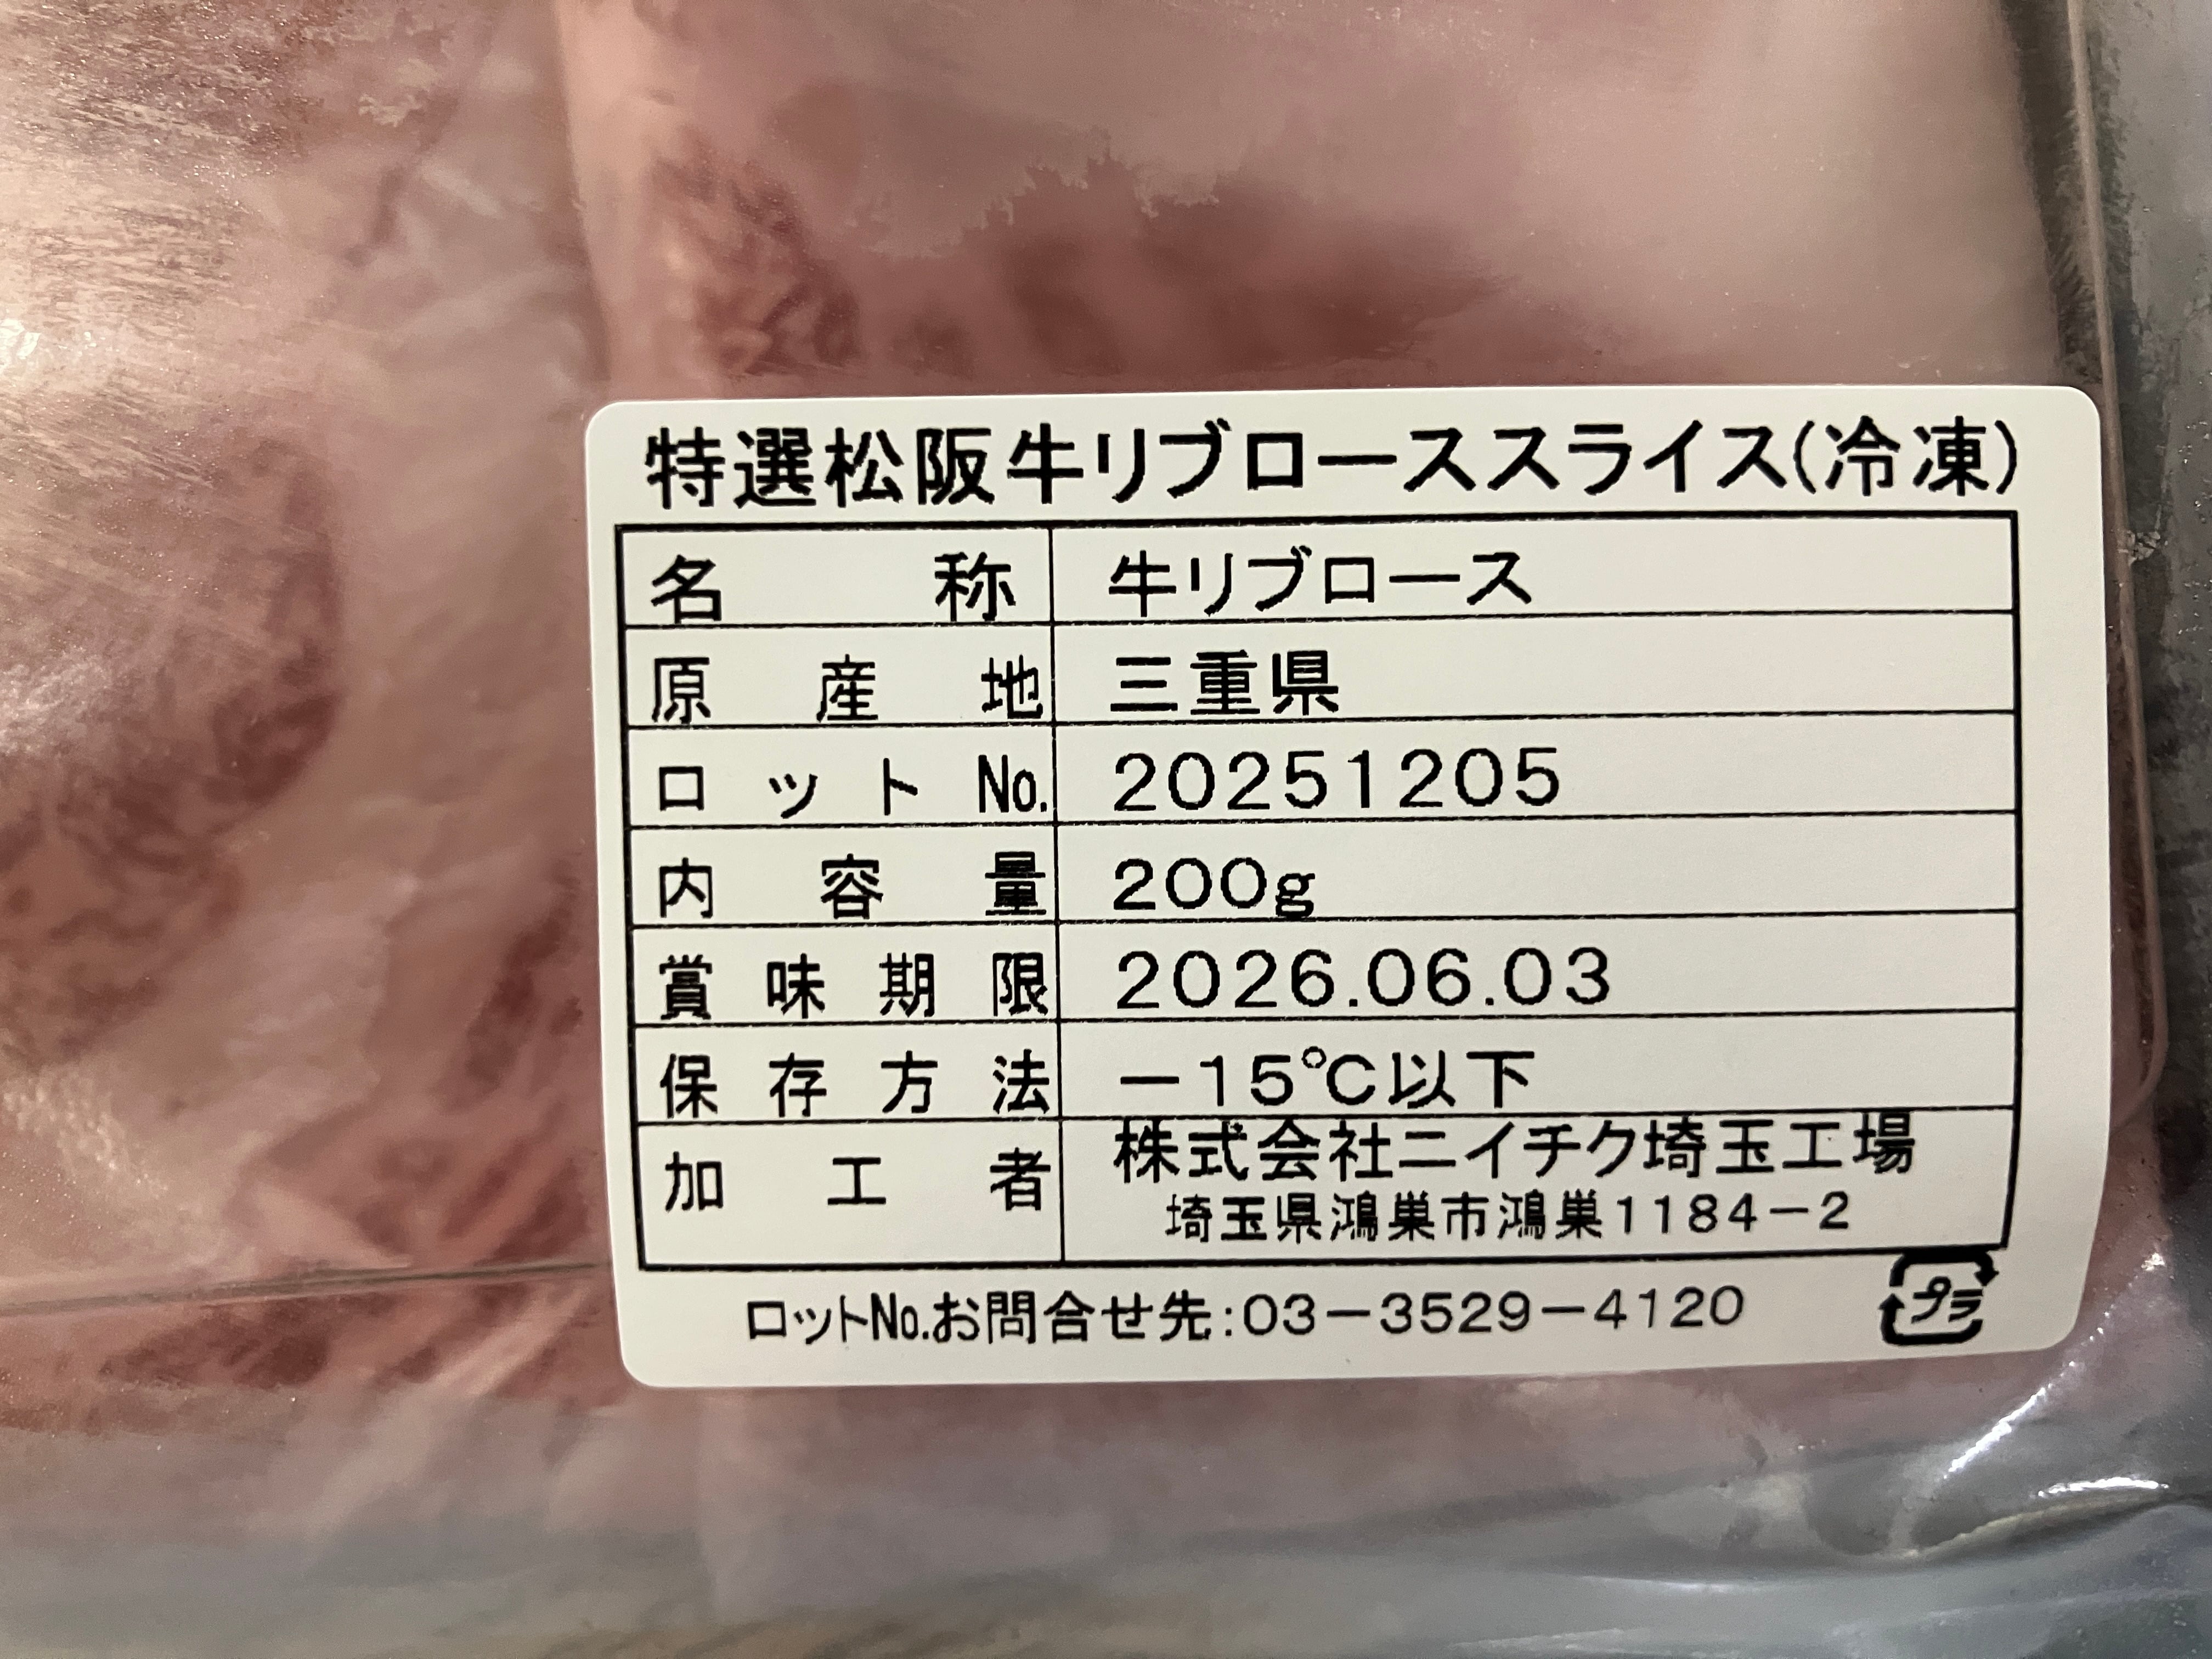 特選松阪牛リブローススライス(冷凍)
名称 牛リブロース
原産地 三重県
ロットNo. 20251205
内容量 200g
賞味期限 2026.06.03
保存方法 －15℃以下
加工者 株式会社ニイチク埼玉工場
埼玉県鴻巣市鴻巣1184－2
ロットNo.お問合せ先:03－3529－4120
プラ